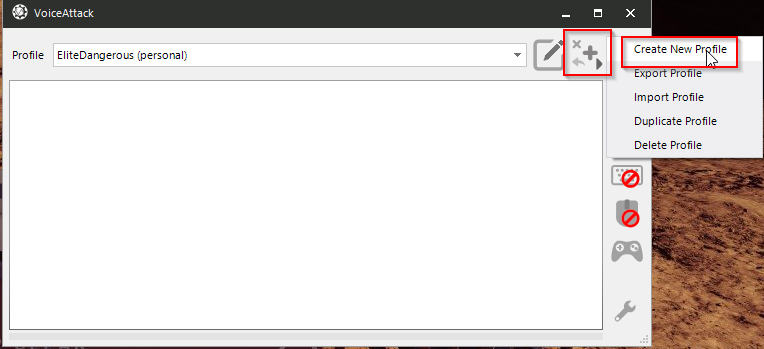 VoiceAttack
Profile
EliteDangerous (personal)
Create New Profile
Export Profile
Import Profile
Duplicate Profile
Delete Profile